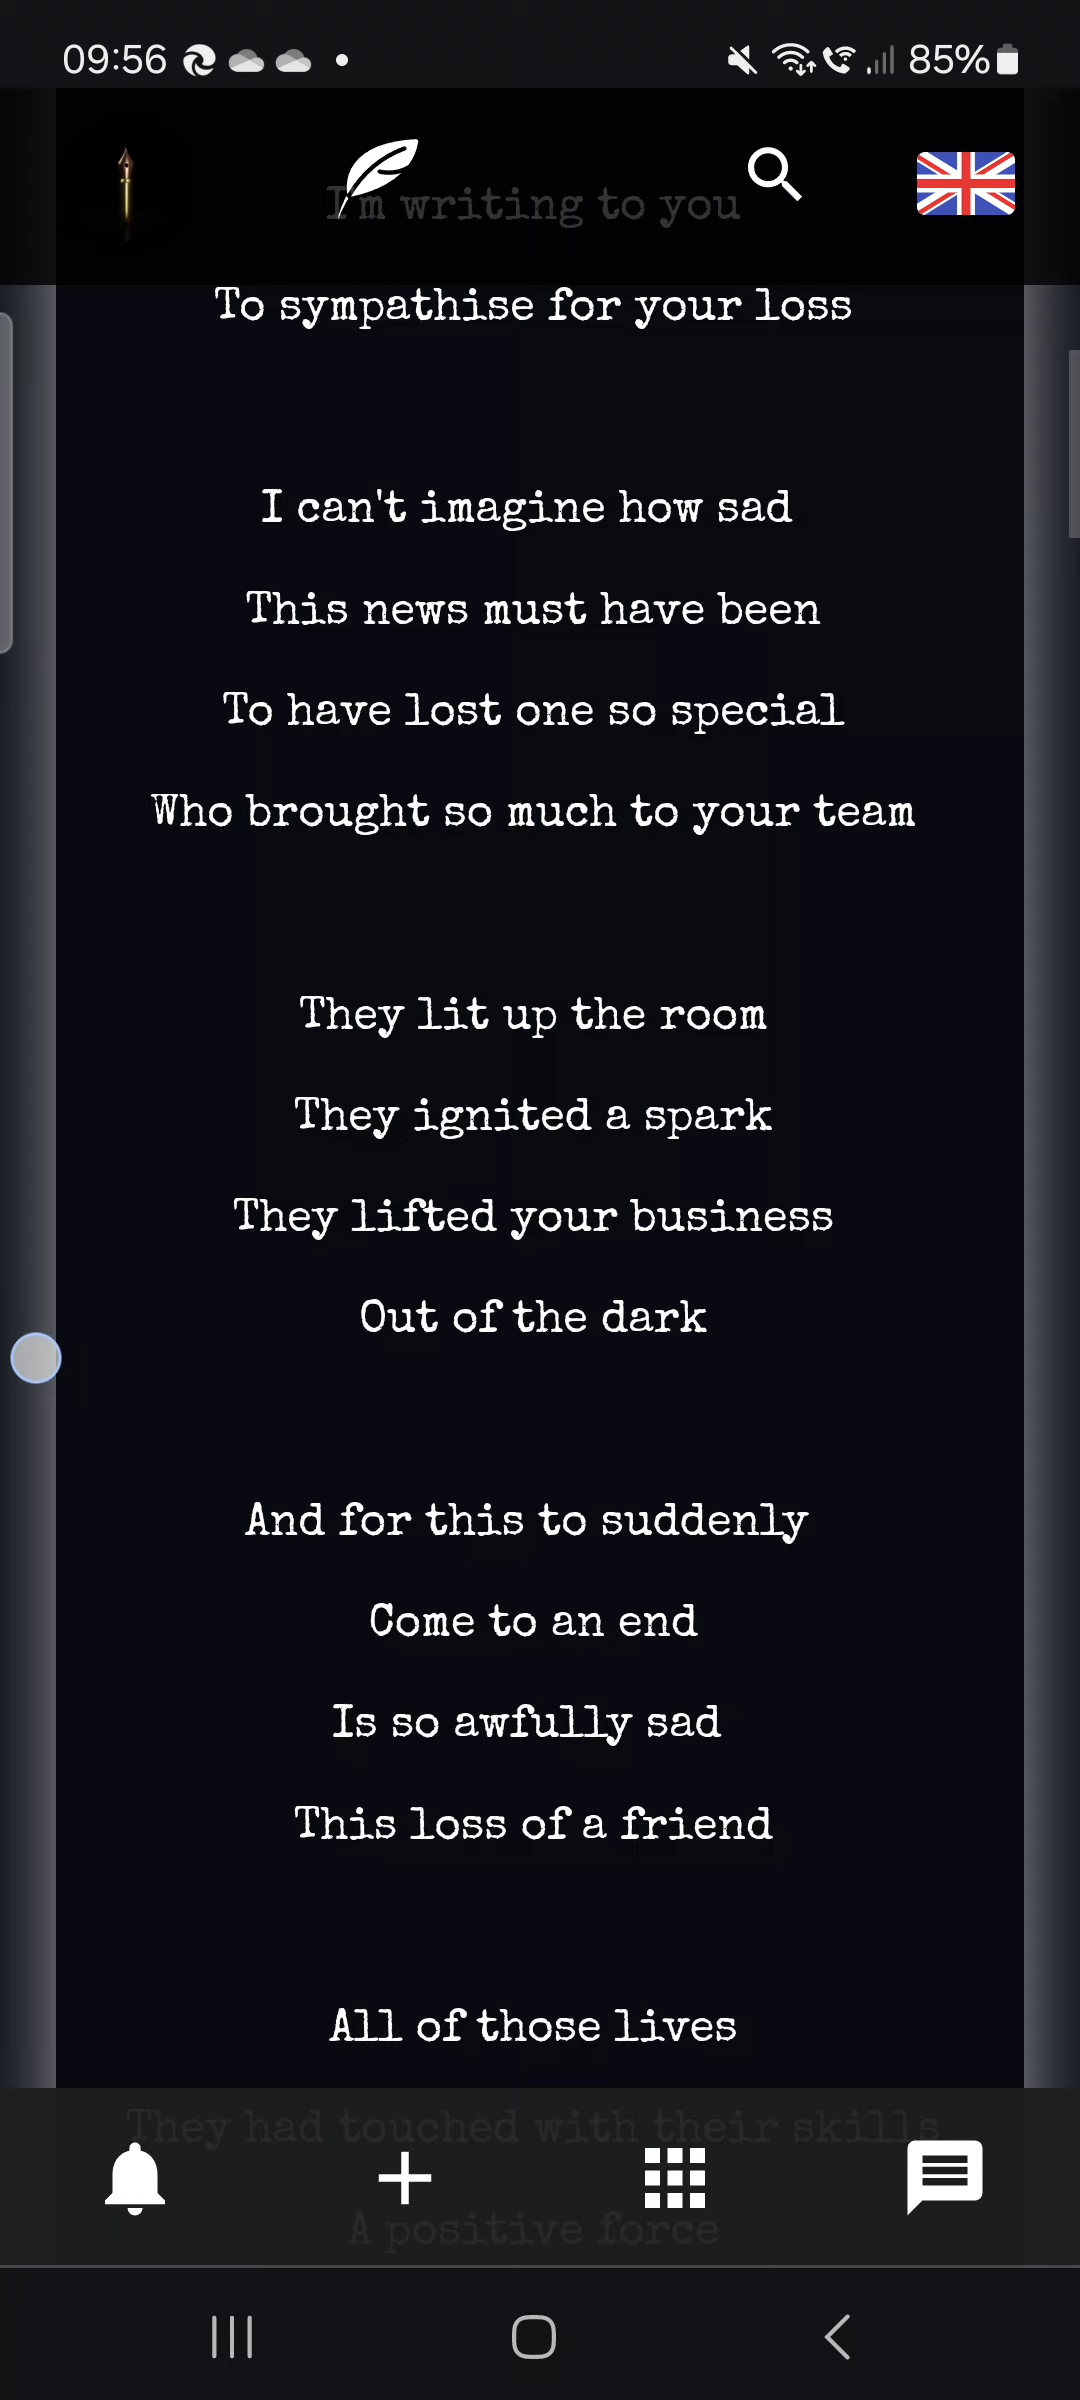 09:56
85%
I'm writing to you
To sympathise for your loss
I can't imagine how sad
This news must have been
To have lost one so special
Who brought so much to your team
They lit up the room
They ignited a spark
They lifted your business
Out of the dark
And for this to suddenly
Come to an end
Is so awfully sad
This loss of a friend
All of those lives
They had touched with their skills
A positive force